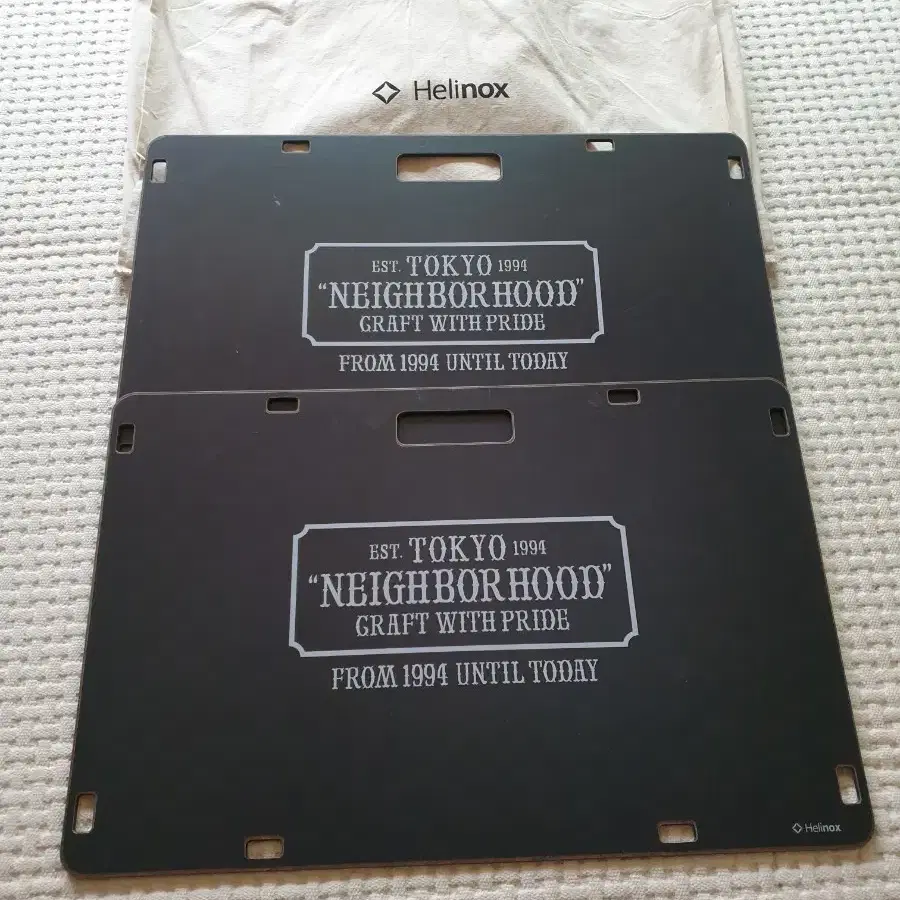 Helinox
EST. TOKYO 1994
“NEIGHBORHOOD”
CRAFT WITH PRIDE
FROM 1994 UNTIL TODAY
EST. TOKYO 1994
“NEIGHBORHOOD”
CRAFT WITH PRIDE
FROM 1994 UNTIL TODAY
Helinox